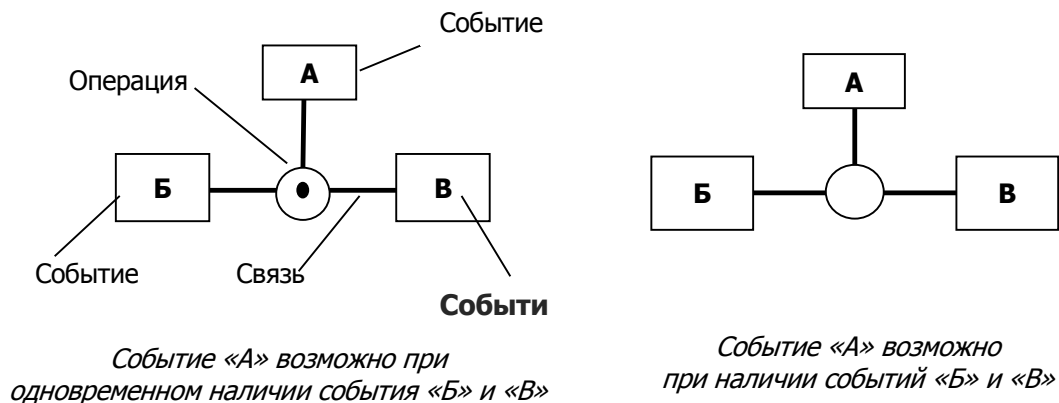 Событие
Операция
А
Б
В
Событие
Связь
Событи
Событие «А» возможно при
одновременном наличии события «Б» и «В»
А
Б
В
Событие «А» возможно
при наличии событий «Б» и «В»